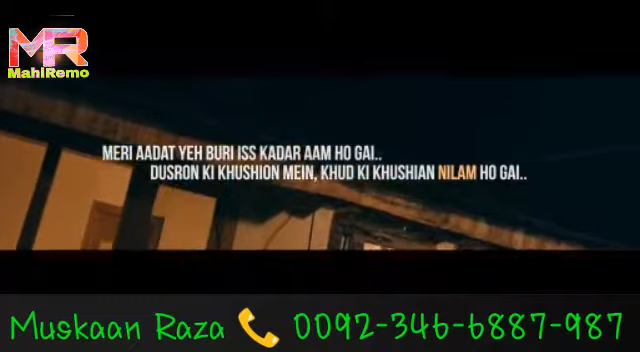 MR
MahiRemo
MERI AADAT YEH BURI ISS KADAR AAM HO GAI..
DUSRON KI KHUSHION MEIN, KHUD KI KHUSHIAN NILAM HO GAI..
Muskaan Raza 📞 0092-346-6887-987